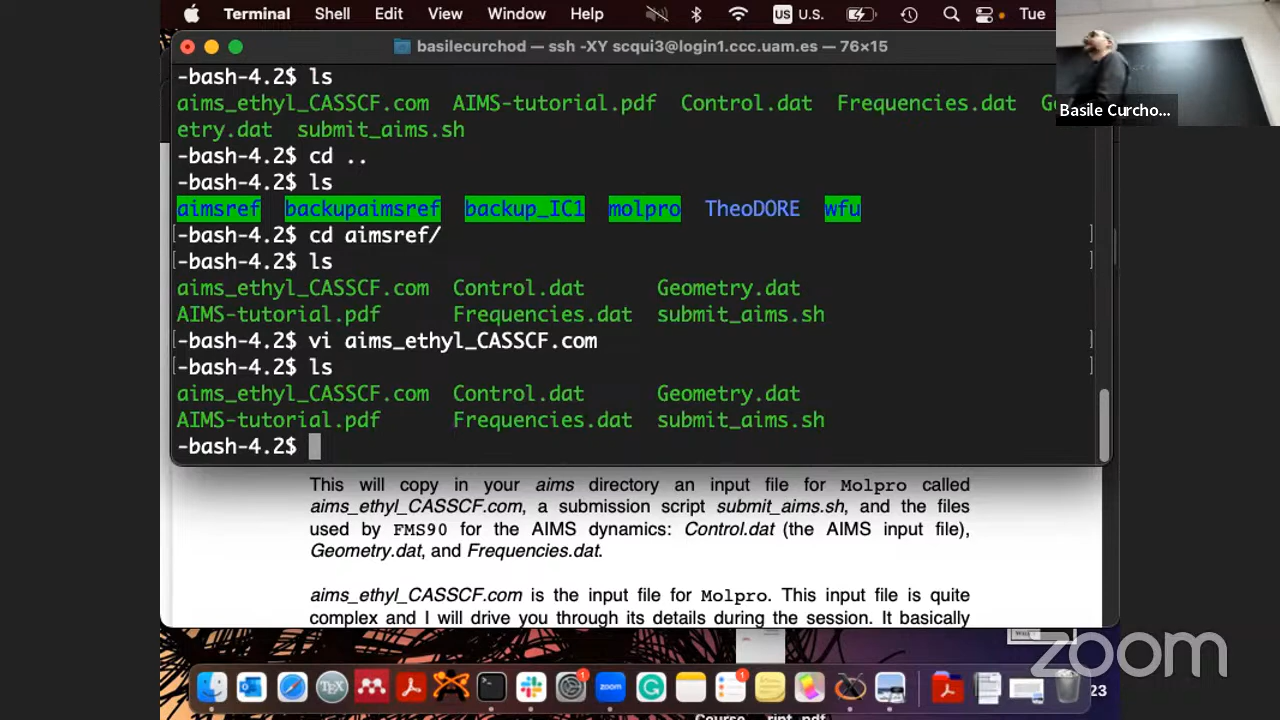 Terminal Shell Edit View Window Help US U.S. Tue
basilecurchod — ssh -XY scqui3@login1.ccc.uam.es — 76×15
-bash-4.2$ ls
aims_ethyl_CASSCF.com AIMS-tutorial.pdf Control.dat Frequencies.dat
etry.dat submit_aims.sh
-bash-4.2$ cd ..
-bash-4.2$ ls
aimsref backupaimsref backup_IC1 molpro TheoDORE wfu
[-bash-4.2$ cd aimsref/ ]
[-bash-4.2$ ls ]
aims_ethyl_CASSCF.com Control.dat Geometry.dat
AIMS-tutorial.pdf Frequencies.dat submit_aims.sh
[-bash-4.2$ vi aims_ethyl_CASSCF.com ]
[-bash-4.2$ ls ]
aims_ethyl_CASSCF.com Control.dat Geometry.dat
AIMS-tutorial.pdf Frequencies.dat submit_aims.sh
-bash-4.2$
Basile Curcho...
This will copy in your aims directory an input file for Molpro called
aims_ethyl_CASSCF.com, a submission script submit_aims.sh, and the files
used by FMS90 for the AIMS dynamics: Control.dat (the AIMS input file),
Geometry.dat, and Frequencies.dat.
aims_ethyl_CASSCF.com is the input file for Molpro. This input file is quite
complex and I will drive you through its details during the session. It basically
zoom
TEX
zoom
1
1
23